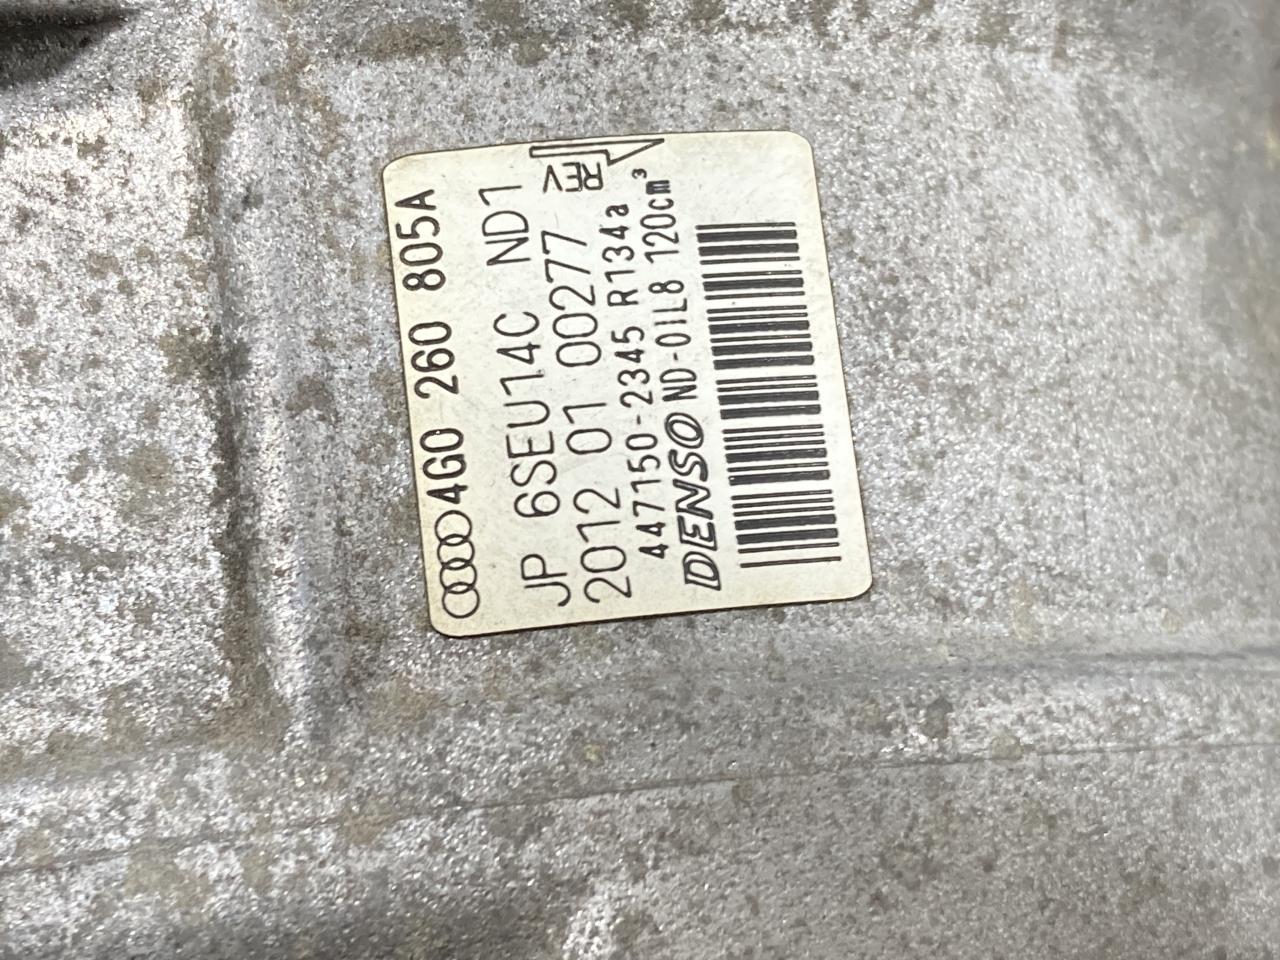 4G0 260 805A
JP 6SEU14C ND1
REV
2012 01 00277
447150-2345 R134a
DENSO ND-OIL8 120cm³